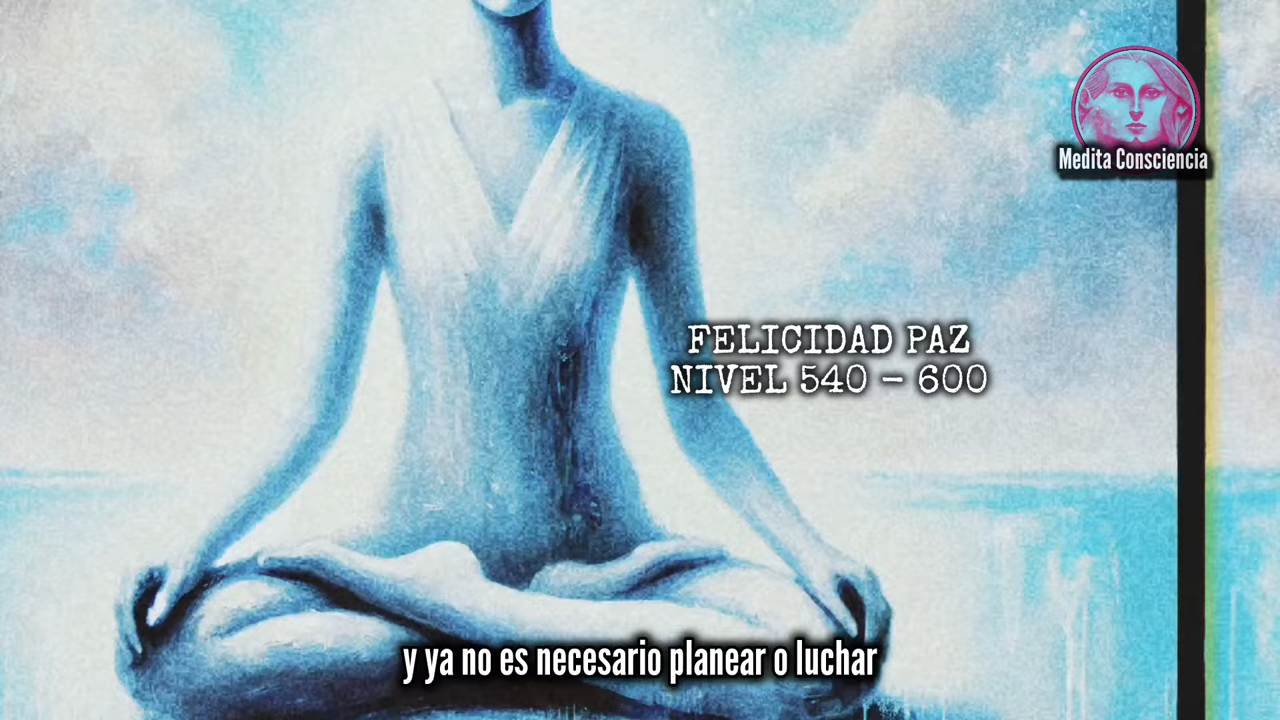 Medita Consciencia
FELICIDAD PAZ
NIVEL 540 - 600
y ya no es necesario planear o luchar